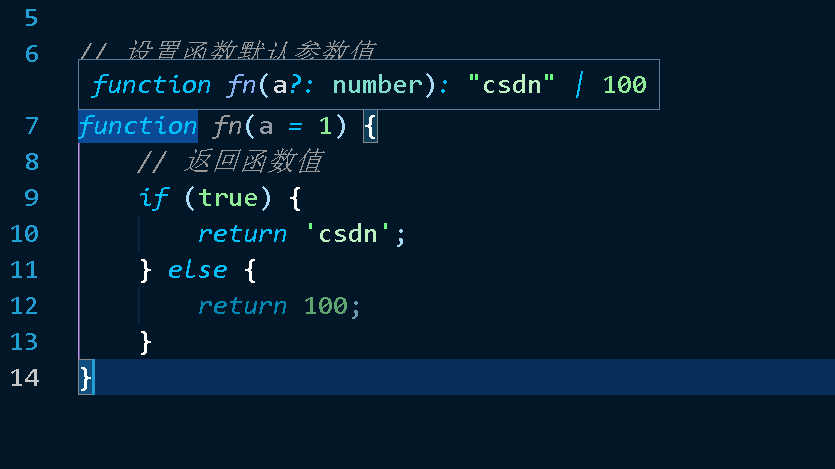 5
6 // 设置函数默认参数值
function fn(a?: number): "csdn" | 100
7 function fn(a = 1) {
8 // 返回函数值
9 if (true) {
10 return 'csdn';
11 } else {
12 return 100;
13 }
14 }